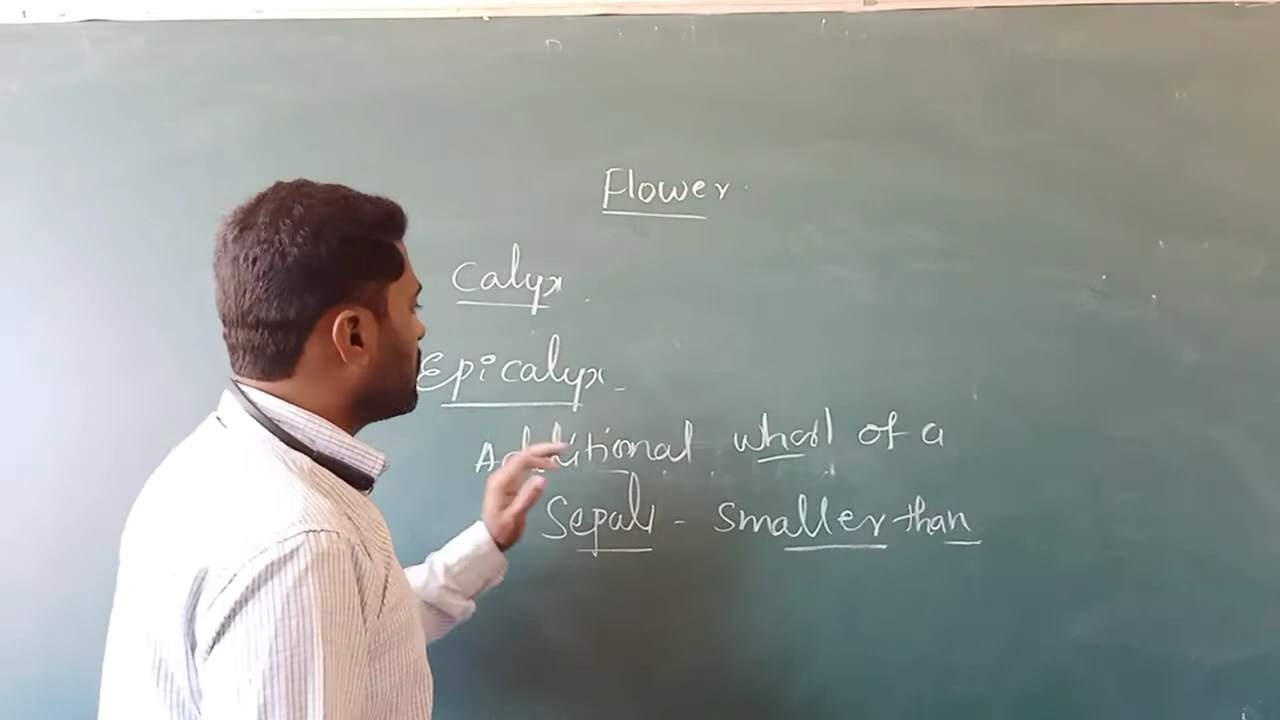 Flower.
Calyx.
Epicalyx -
Additional whorl of a
Sepals - smaller than